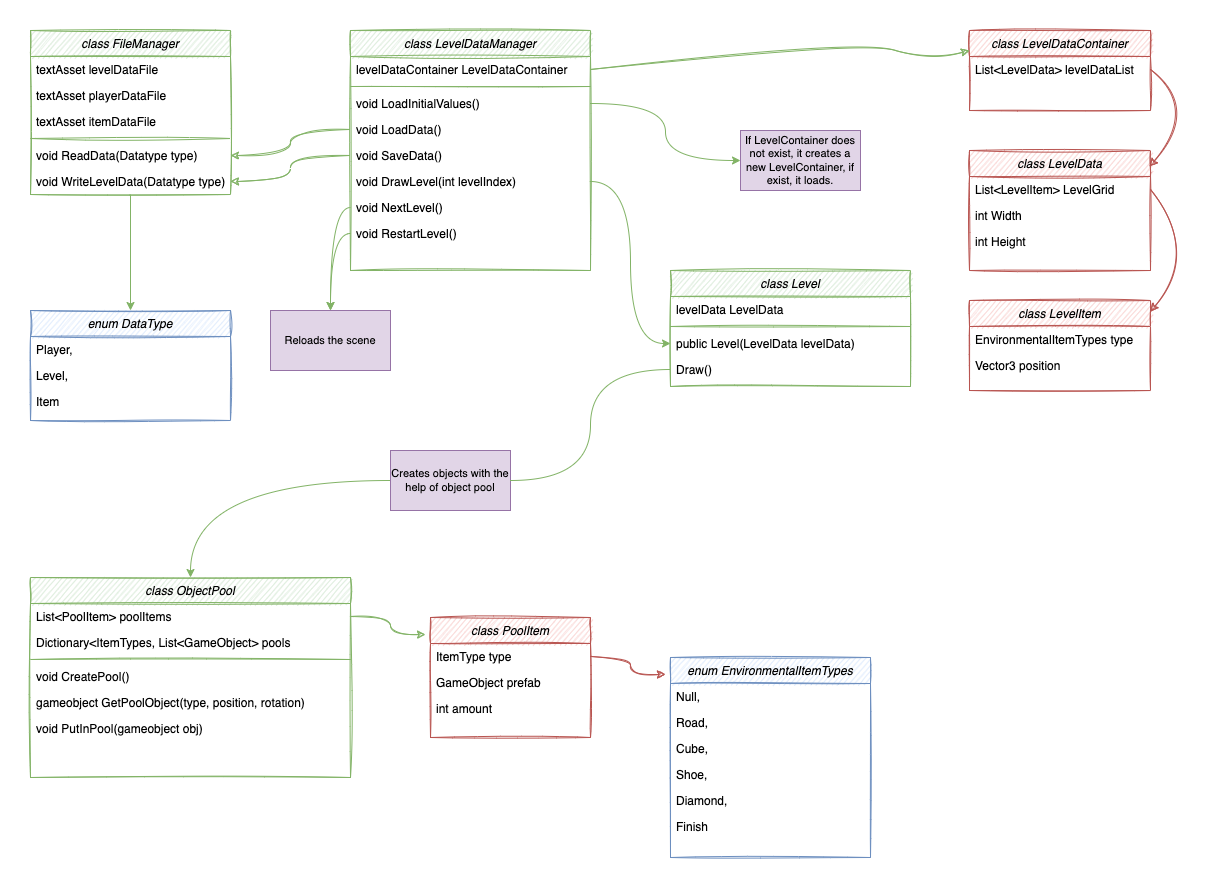 class FileManager
textAsset levelDataFile
textAsset playerDataFile
textAsset itemDataFile
void ReadData(Datatype type)
void WriteLevelData(Datatype type)
class LevelDataManager
levelDataContainer LevelDataContainer
void LoadInitialValues()
void LoadData()
void SaveData()
void DrawLevel(int levelIndex)
void NextLevel()
void RestartLevel()
class LevelDataContainer
List<LevelData> levelDataList
If LevelContainer does
not exist, it creates a
new LevelContainer, if
exist, it loads.
class LevelData
List<LevelItem> LevelGrid
int Width
int Height
class LevelItem
EnvironmentalItemTypes type
Vector3 position
enum DataType
Player,
Level,
Item
Reloads the scene
class Level
levelData LevelData
public Level(LevelData levelData)
Draw()
Creates objects with the
help of object pool
class ObjectPool
List<PoolItem> poolItems
Dictionary<ItemTypes, List<GameObject> pools
void CreatePool()
gameobject GetPoolObject(type, position, rotation)
void PutInPool(gameobject obj)
class PoolItem
ItemType type
GameObject prefab
int amount
enum EnvironmentalItemTypes
Null,
Road,
Cube,
Shoe,
Diamond,
Finish